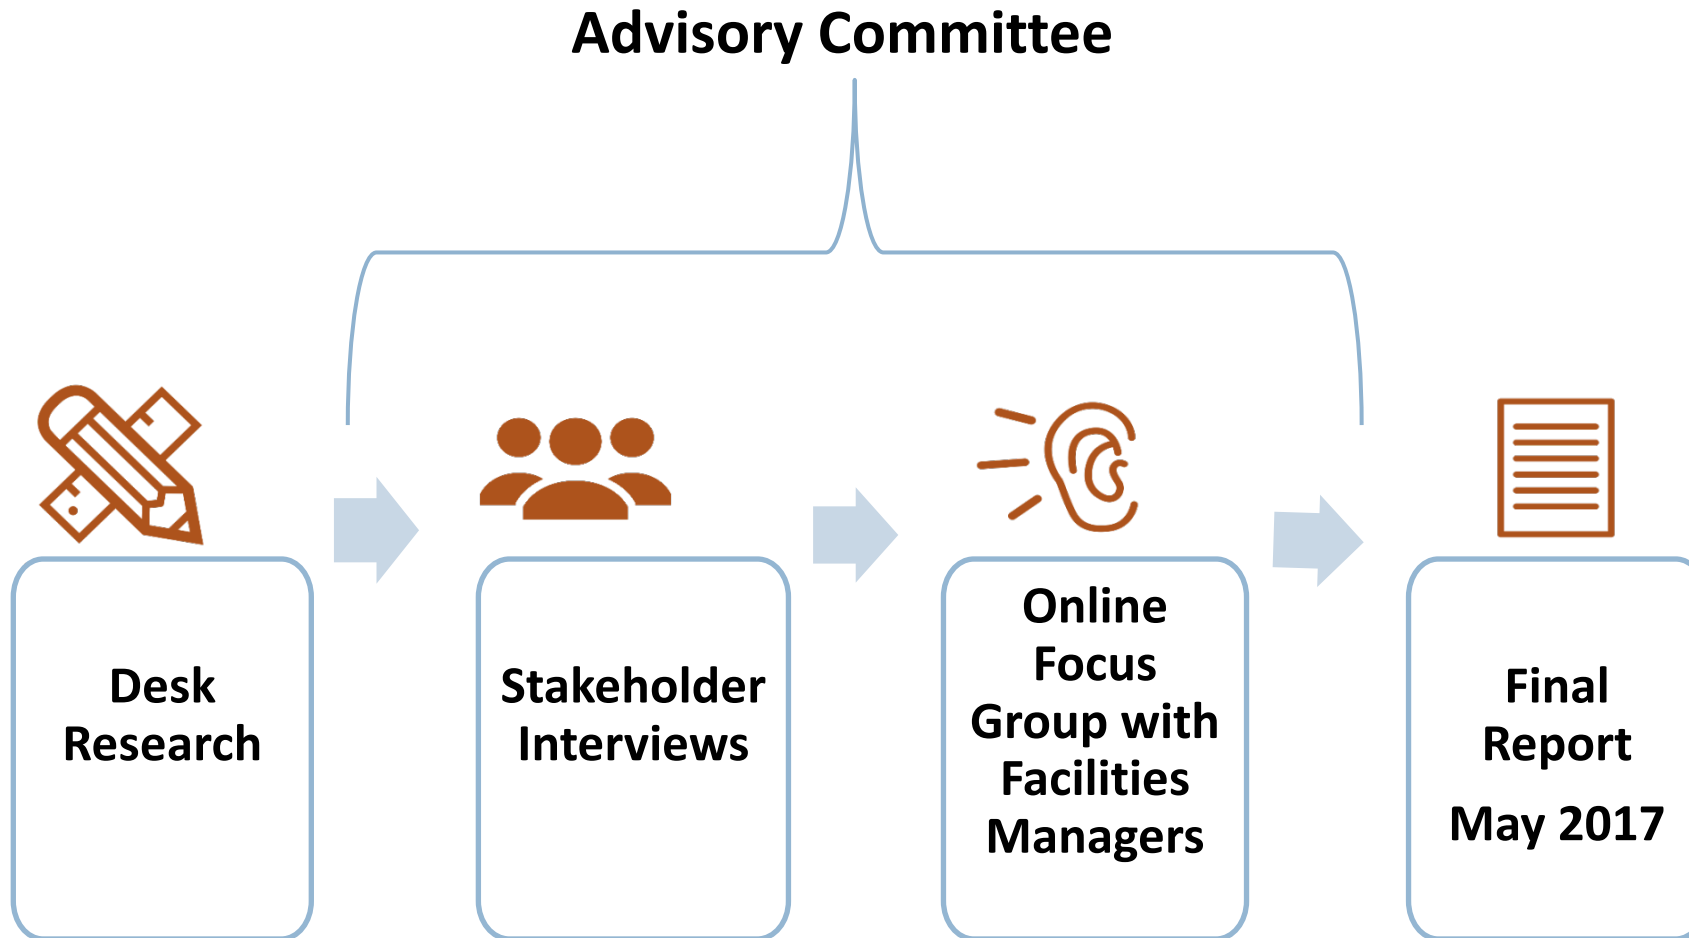 Advisory Committee
Desk
Research
Stakeholder
Interviews
Online
Focus
Group with
Facilities
Managers
Final
Report
May 2017